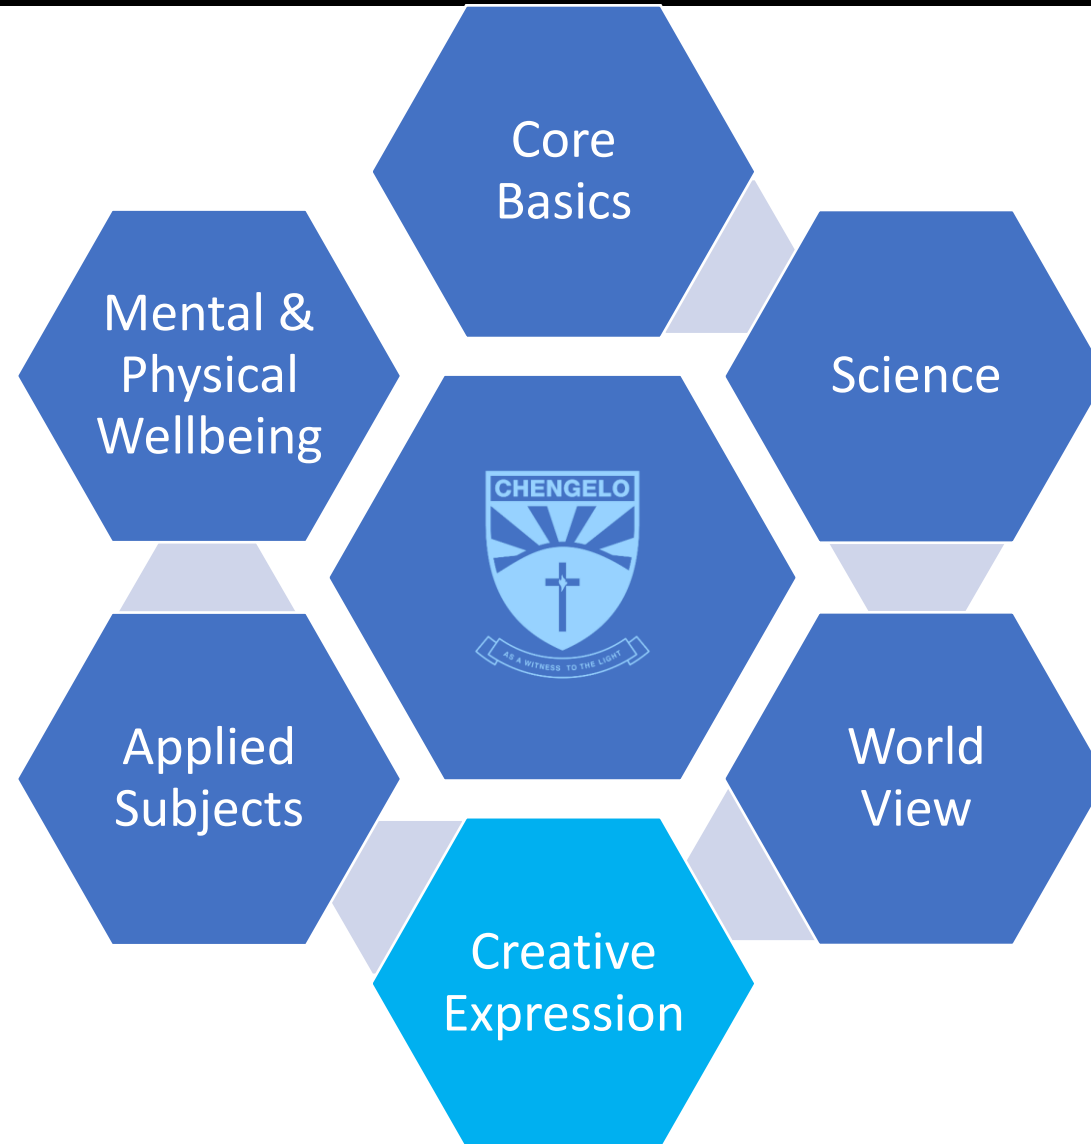 Core
Basics
Mental &
Physical
Wellbeing
Science
CHENGELO
AS A WITNESS TO THE LIGHT
Applied
Subjects
World
View
Creative
Expression